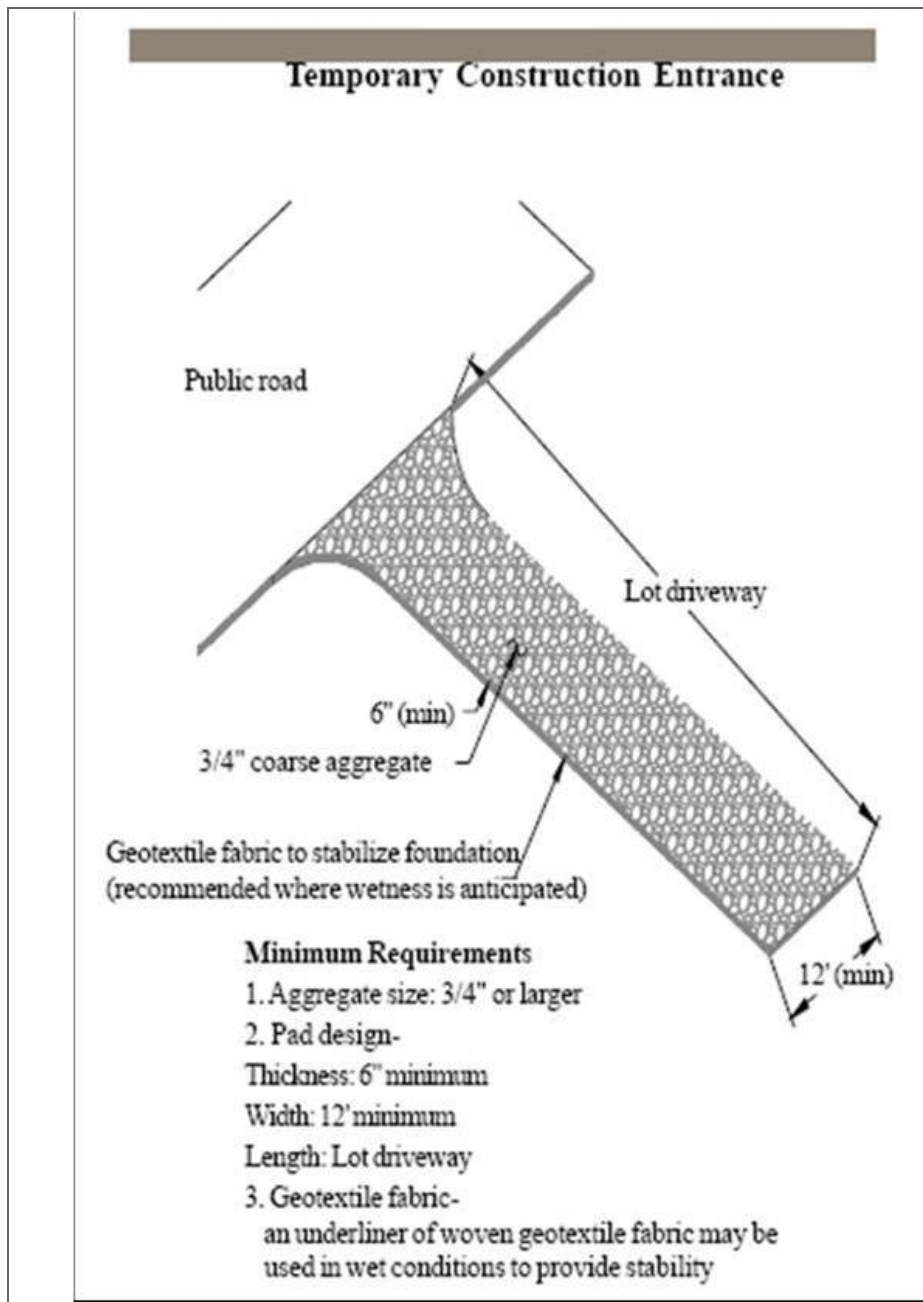 Temporary Construction Entrance
Public road
Lot driveway
6" (min)
3/4" coarse aggregate
Geotextile fabric to stabilize foundation
(recommended where wetness is anticipated)
12' (min)
Minimum Requirements
1. Aggregate size: 3/4" or larger
2. Pad design-
Thickness: 6" minimum
Width: 12' minimum
Length: Lot driveway
3. Geotextile fabric-
an underliner of woven geotextile fabric may be
used in wet conditions to provide stability